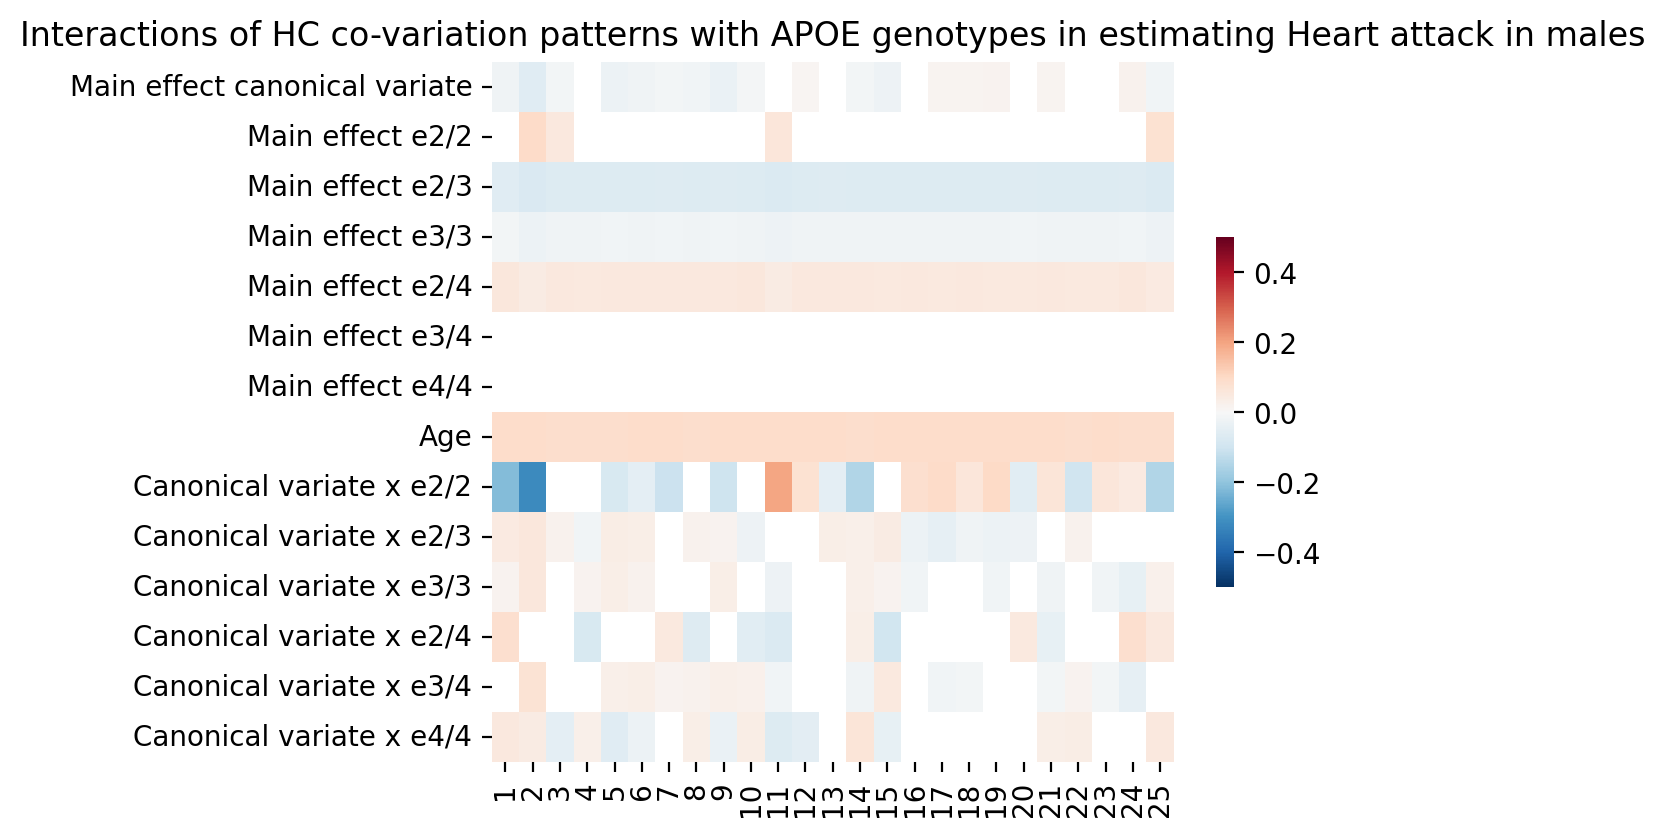 Interactions of HC co-variation patterns with APOE genotypes in estimating Heart attack in males
Main effect canonical variate
Main effect e2/2
Main effect e2/3
Main effect e3/3
Main effect e2/4
Main effect e3/4
Main effect e4/4
Age
Canonical variate x e2/2
Canonical variate x e2/3
Canonical variate x e3/3
Canonical variate x e2/4
Canonical variate x e3/4
Canonical variate x e4/4
1 2 3 4 5 6 7 8 9 10 11 12 13 14 15 16 17 18 19 20 21 22 23 24 25
0.4
0.2
0.0
−0.2
−0.4